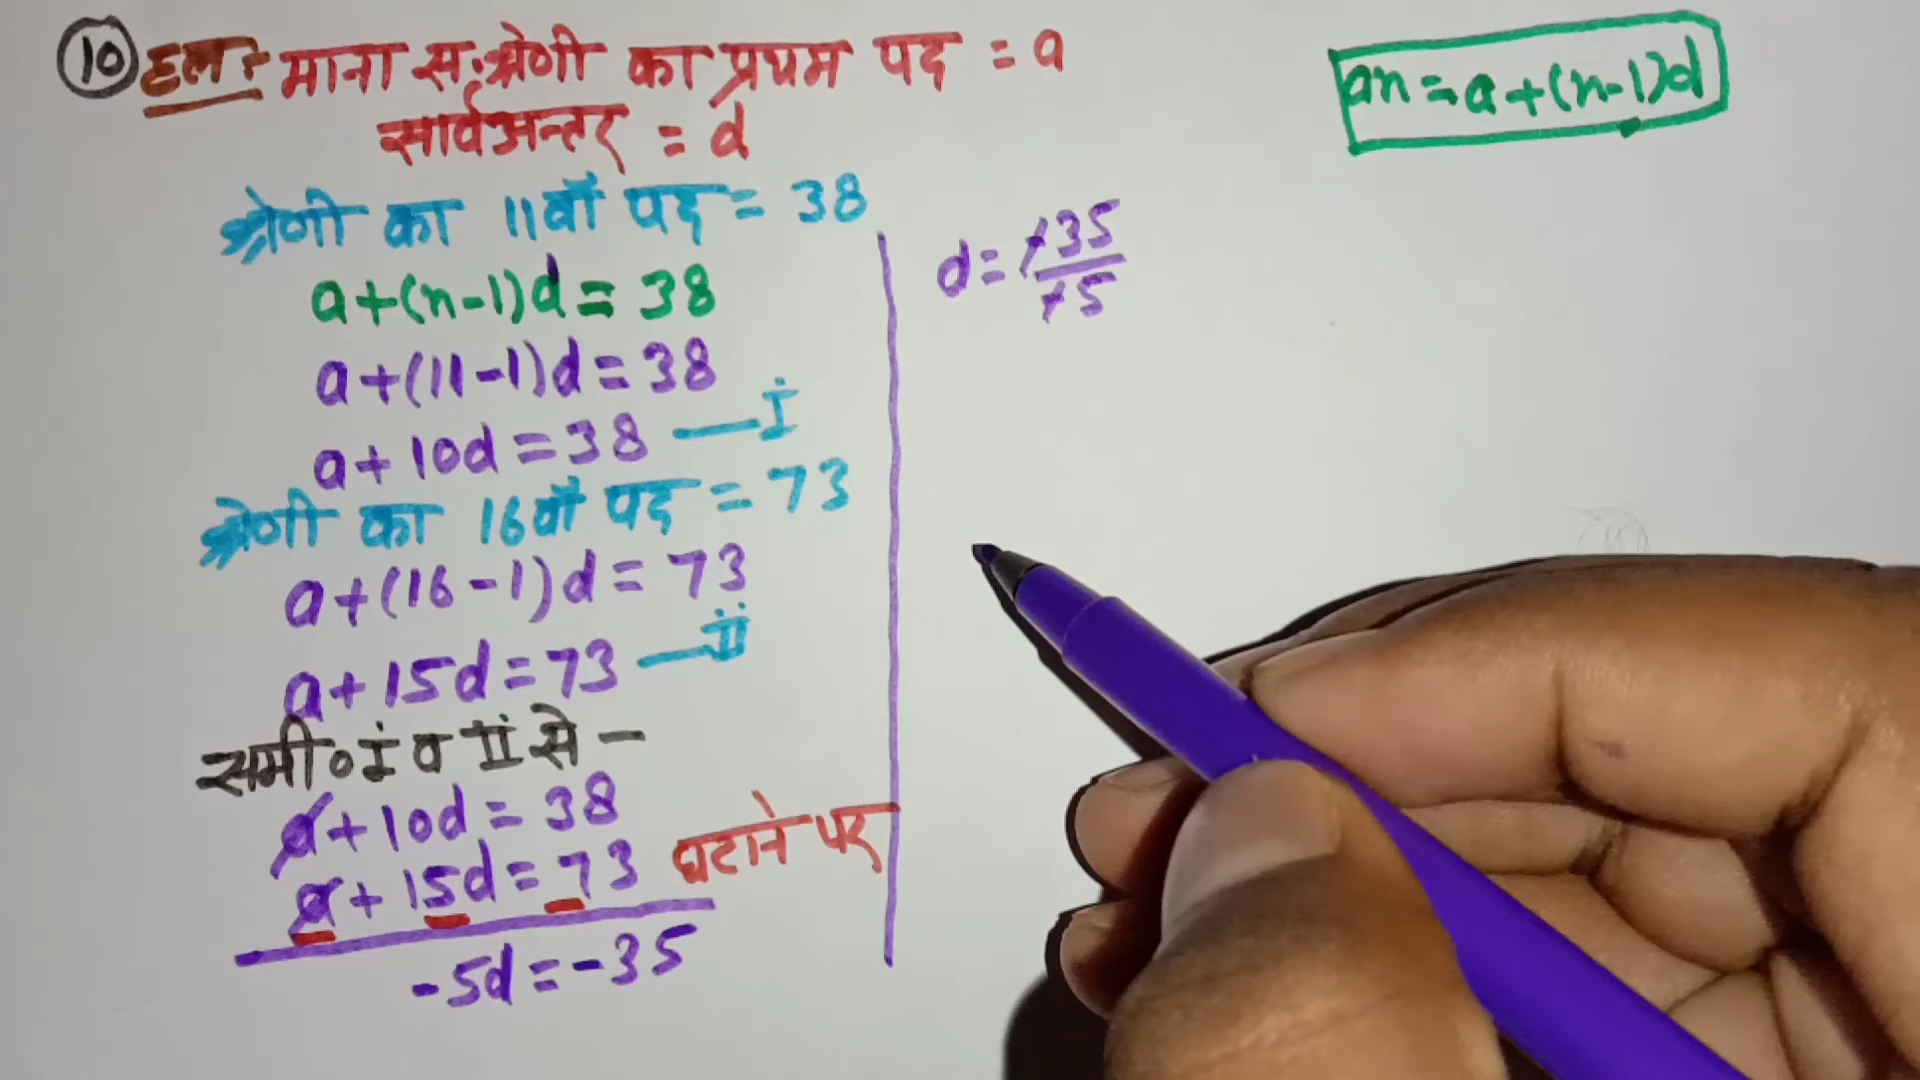 10 हल:- माना स.श्रेणी का प्रथम पद = a
सार्वअन्तर = d
an = a+(n-1)d
श्रेणी का 11वाँ पद = 38
a+(n-1)d = 38
a+(11-1)d = 38
a+10d = 38 — I
श्रेणी का 16वाँ पद = 73
a+(16-1)d = 73
a+15d = 73 — II
समी० I व II से -
a+10d = 38
a+15d = 73 घटाने पर
-5d = -35
d = -35/-5